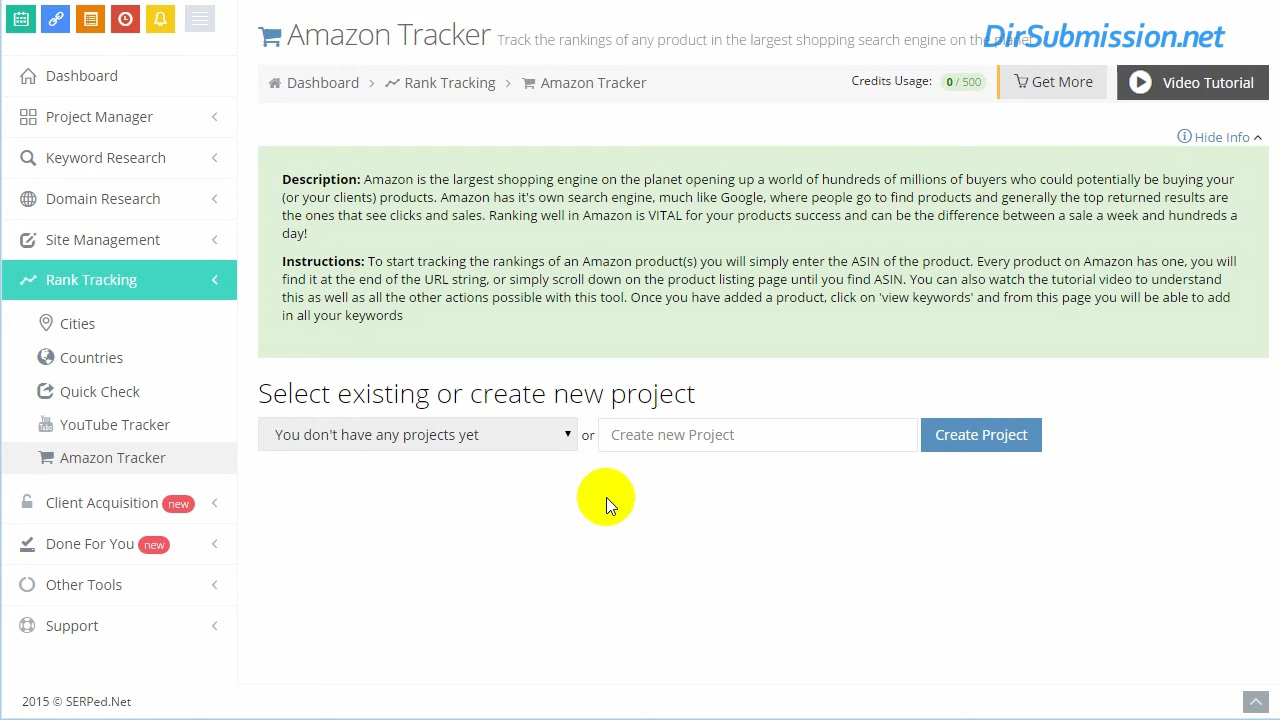 Amazon Tracker Track the rankings of any product in the largest shopping search engine on the planet
DirSubmission.net
Dashboard > Rank Tracking > Amazon Tracker
Credits Usage: 0 / 500
Get More
Video Tutorial
Hide Info
Dashboard
Project Manager
Keyword Research
Domain Research
Site Management
Rank Tracking
Cities
Countries
Quick Check
YouTube Tracker
Amazon Tracker
Client Acquisition new
Done For You new
Other Tools
Support
Description: Amazon is the largest shopping engine on the planet opening up a world of hundreds of millions of buyers who could potentially be buying your
(or your clients) products. Amazon has it's own search engine, much like Google, where people go to find products and generally the top returned results are
the ones that see clicks and sales. Ranking well in Amazon is VITAL for your products success and can be the difference between a sale a week and hundreds a
day!
Instructions: To start tracking the rankings of an Amazon product(s) you will simply enter the ASIN of the product. Every product on Amazon has one, you will
find it at the end of the URL string, or simply scroll down on the product listing page until you find ASIN. You can also watch the tutorial video to understand
this as well as all the other actions possible with this tool. Once you have added a product, click on 'view keywords' and from this page you will be able to add
in all your keywords
Select existing or create new project
You don't have any projects yet
or
Create new Project
Create Project
2015 © SERPed.Net